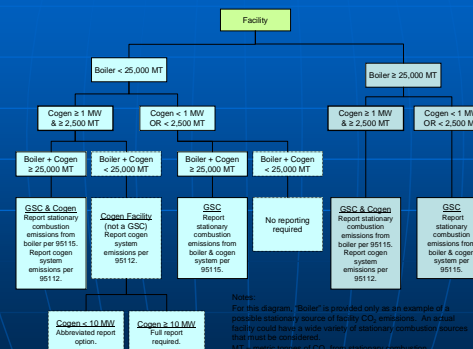 Facility
Boiler < 25,000 MT
Boiler ≥ 25,000 MT
Cogen ≥ 1 MW
& ≥ 2,500 MT
Cogen < 1 MW
OR < 2,500 MT
Cogen ≥ 1 MW
& ≥ 2,500 MT
Cogen < 1 MW
OR < 2,500 MT
Boiler + Cogen
≥ 25,000 MT
Boiler + Cogen
< 25,000 MT
Boiler + Cogen
≥ 25,000 MT
Boiler + Cogen
< 25,000 MT
GSC & Cogen
Report stationary
combustion
emissions from
boiler per 95115.
Report cogen
system
emissions per
95112.
Cogen Facility
(not a GSC)
Report cogen
system
emissions per
95112.
GSC
Report
stationary
combustion
emissions from
boiler & cogen
system per
95115.
No reporting
required
GSC & Cogen
Report stationary
combustion
emissions from
boiler per 95115.
Report cogen
system
emissions per
95112.
GSC
Report
stationary
combustion
emissions from
boiler & cogen
system per
95115.
Cogen < 10 MW
Abbreviated report
option.
Cogen ≥ 10 MW
Full report
required.
Notes:
For this diagram, "Boiler" is provided only as an example of a
possible stationary source of facility CO₂ emissions. An actual
facility could have a wide variety of stationary combustion sources
that must be considered.